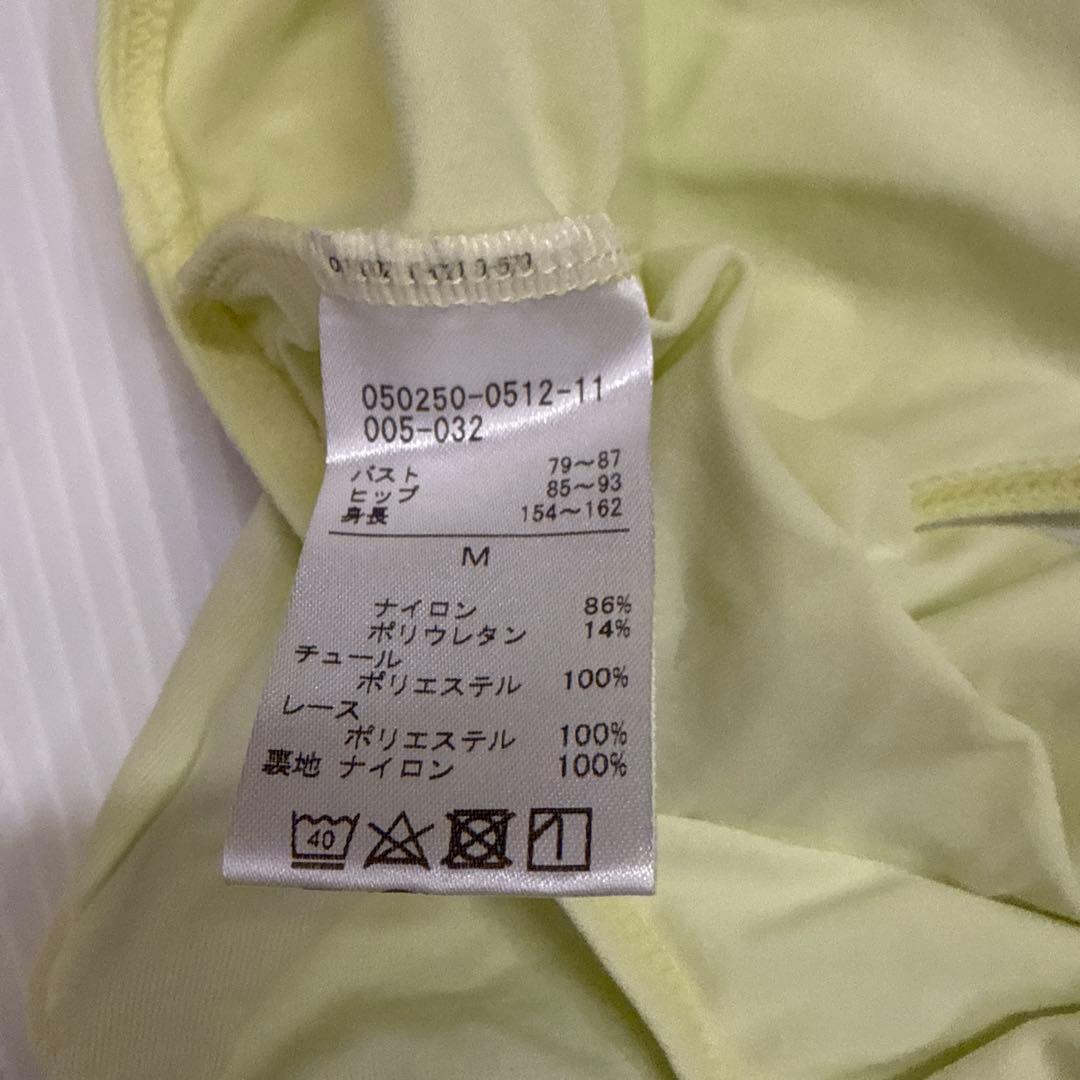 050250-0512-11
005-032
バスト 79～87
ヒップ 85～93
身長 154～162
M
ナイロン 86%
ポリウレタン 14%
チュール
ポリエステル 100%
レース
ポリエステル 100%
裏地 ナイロン 100%
40